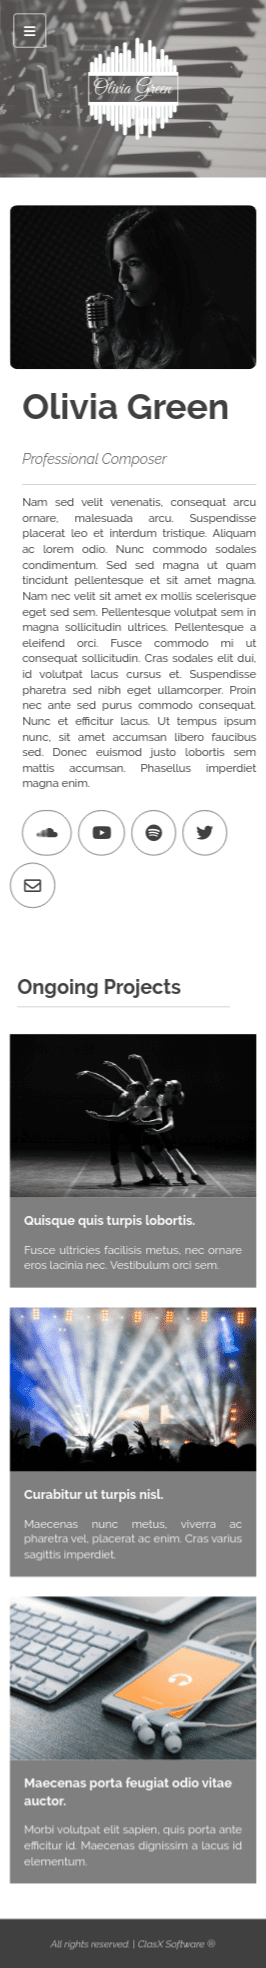 Olivia Green
Olivia Green
Professional Composer
Nam sed velit venenatis, consequat arcu
ornare, malesuada arcu. Suspendisse
placerat leo et interdum tristique. Aliquam
ac lorem odio. Nunc commodo sodales
condimentum. Sed sed magna ut quam
tincidunt pellentesque et sit amet magna.
Nam nec velit sit amet ex mollis scelerisque
eget sed sem. Pellentesque volutpat sem in
magna sollicitudin ultrices. Pellentesque a
eleifend orci. Fusce commodo mi ut
consequat sollicitudin. Cras sodales elit dui,
id volutpat lacus cursus et. Suspendisse
pharetra sed nibh eget ullamcorper. Proin
nec ante sed purus commodo consequat.
Nunc et efficitur lacus. Ut tempus ipsum
nunc, sit amet accumsan libero faucibus
sed. Donec euismod justo lobortis sem
mattis accumsan. Phasellus imperdiet
magna enim.
Ongoing Projects
Quisque quis turpis lobortis.
Fusce ultricies facilisis metus, nec ornare
eros lacinia nec. Vestibulum orci sem.
Curabitur ut turpis nisl.
Maecenas nunc metus, viverra ac
pharetra vel, placerat ac enim. Cras varius
sagittis imperdiet.
Maecenas porta feugiat odio vitae
auctor.
Morbi volutpat elit sapien, quis porta ante
efficitur id. Maecenas dignissim a lacus id
elementum.
All rights reserved. | ClasX Software ®